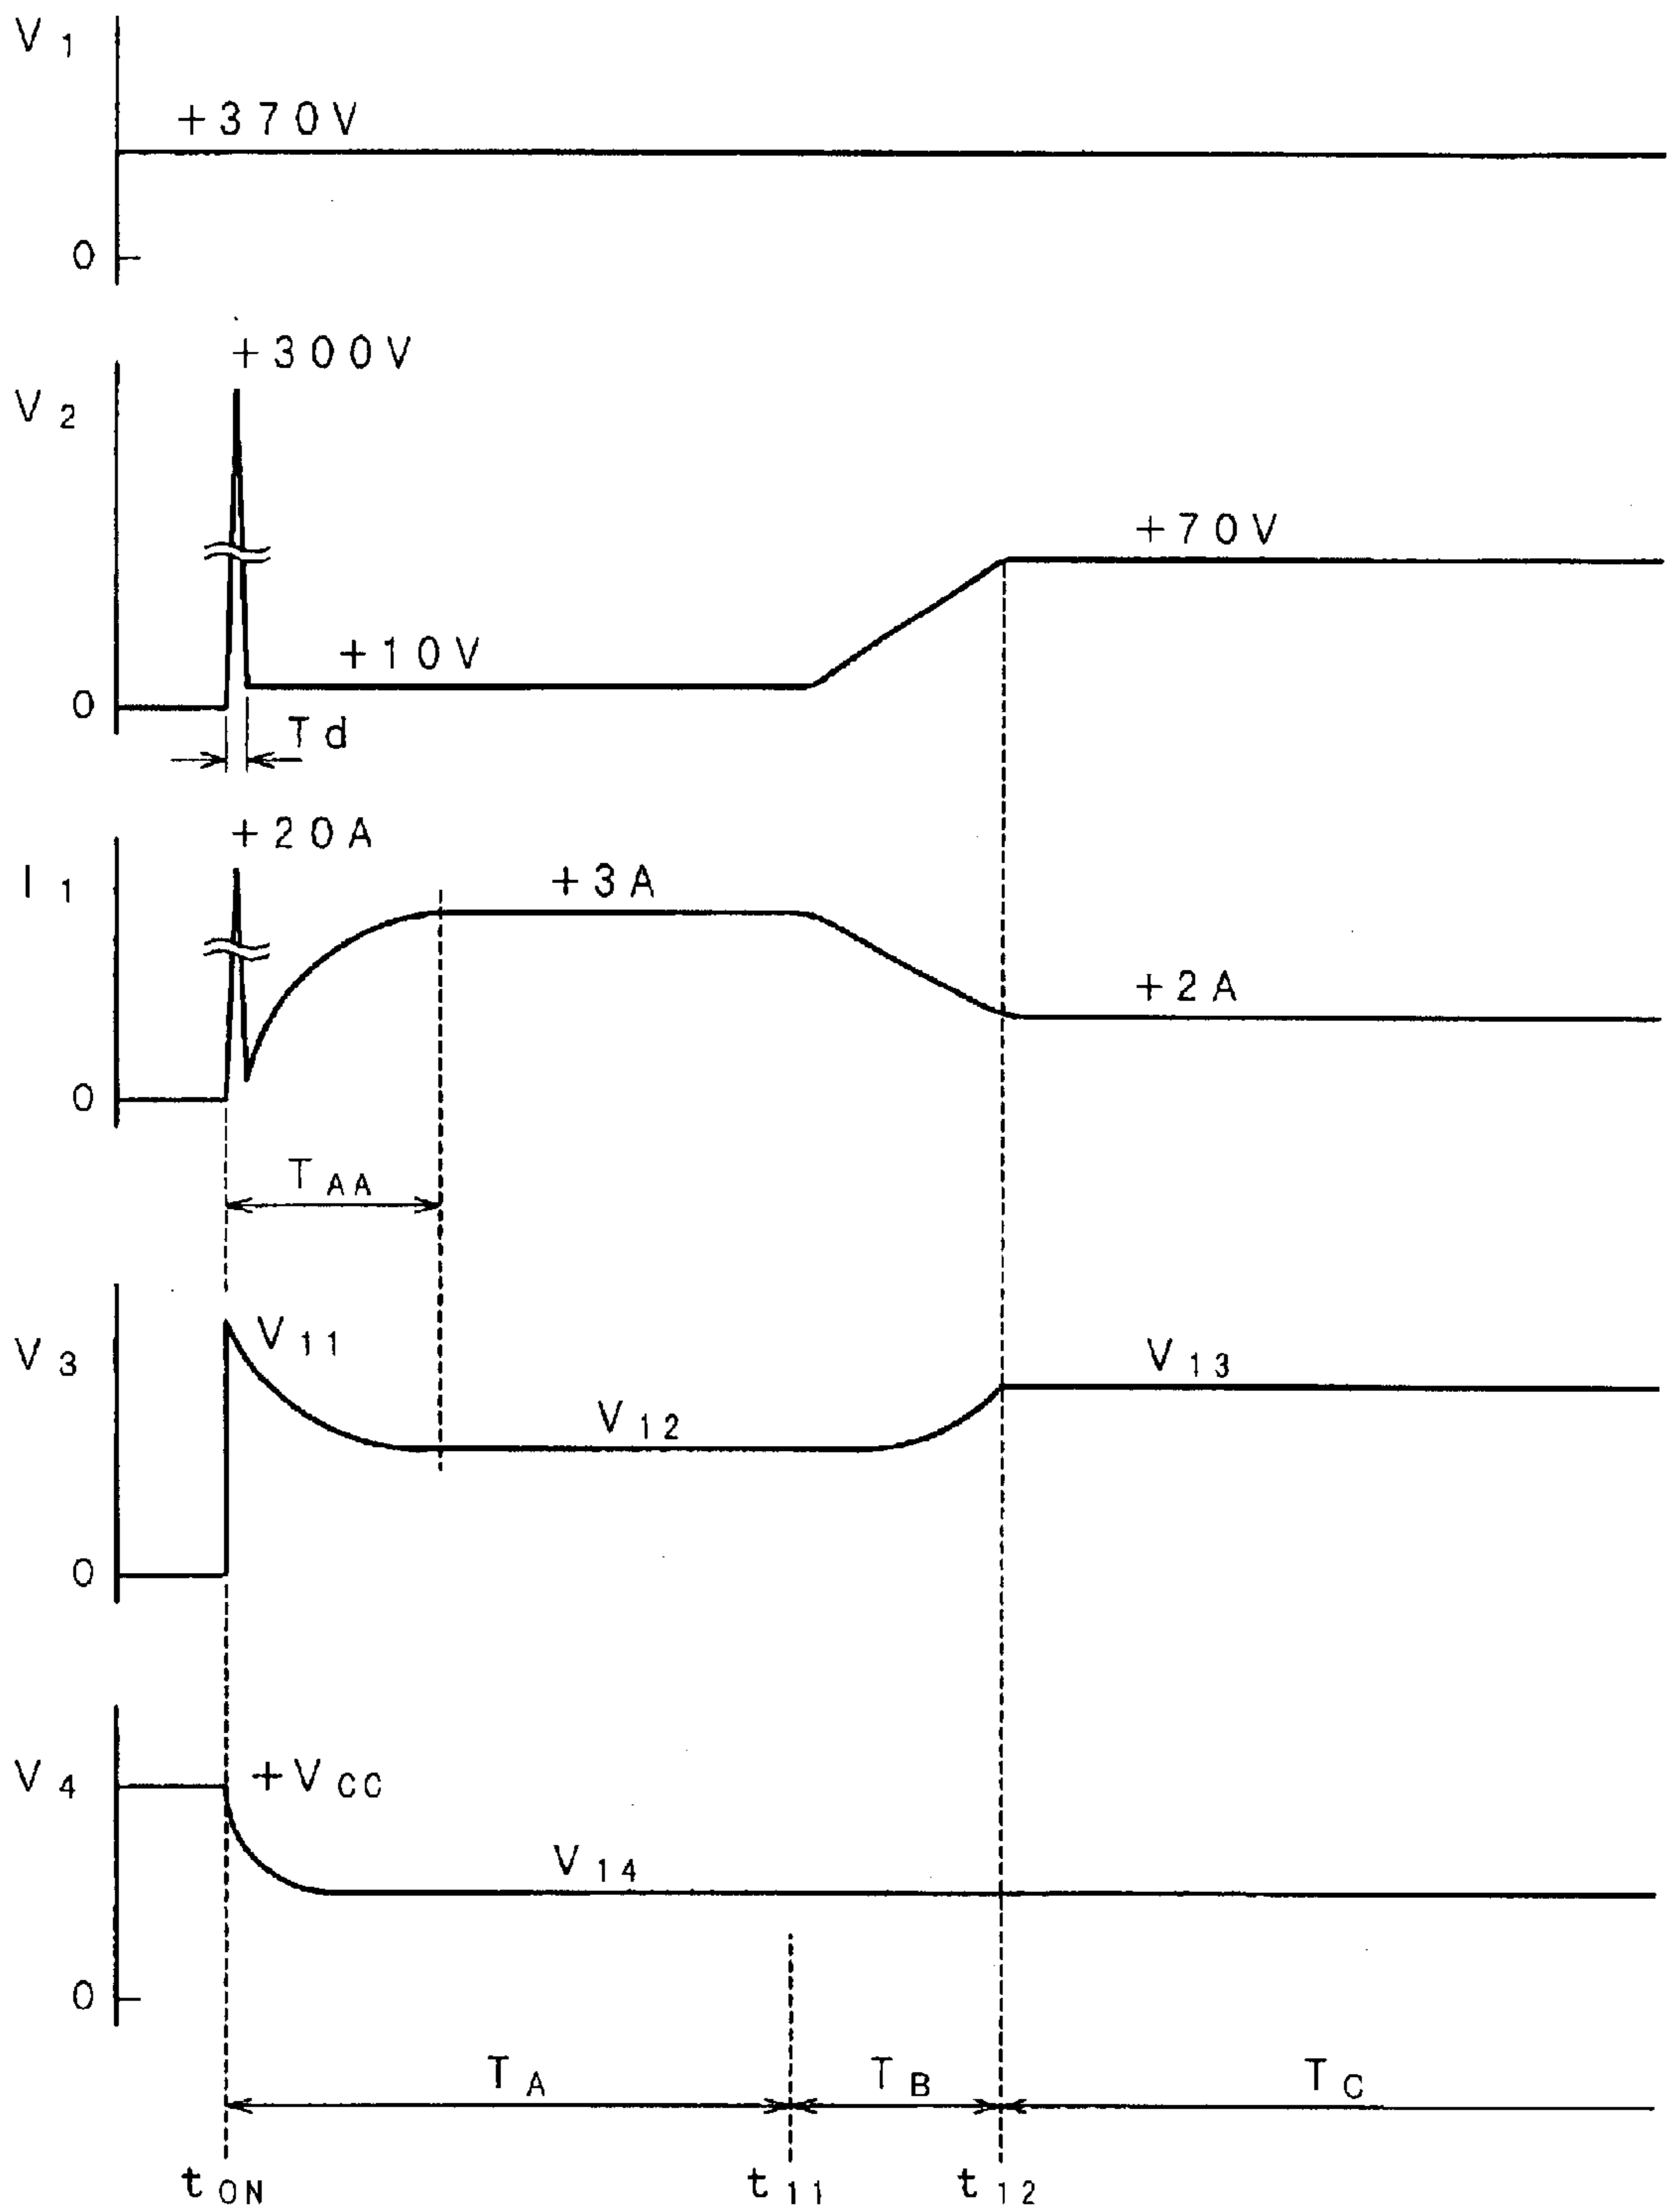 V1
+370V
0
+300V
V2
+70V
+10V
0
Td
+20A
I1
+3A
+2A
0
TAA
V11
V3
V13
V12
0
V4
+VCC
V14
0
TA
TB
TC
tON
t11
t12